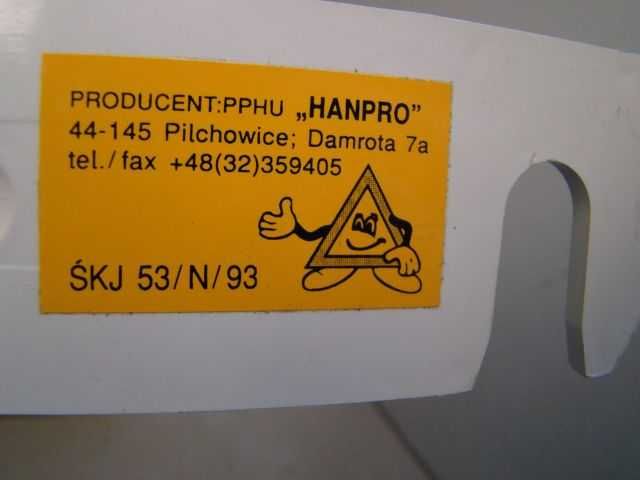 PRODUCENT:PPHU „HANPRO”
44-145 Pilchowice; Damrota 7a
tel./fax +48(32)359405
ŚKJ 53/N/93